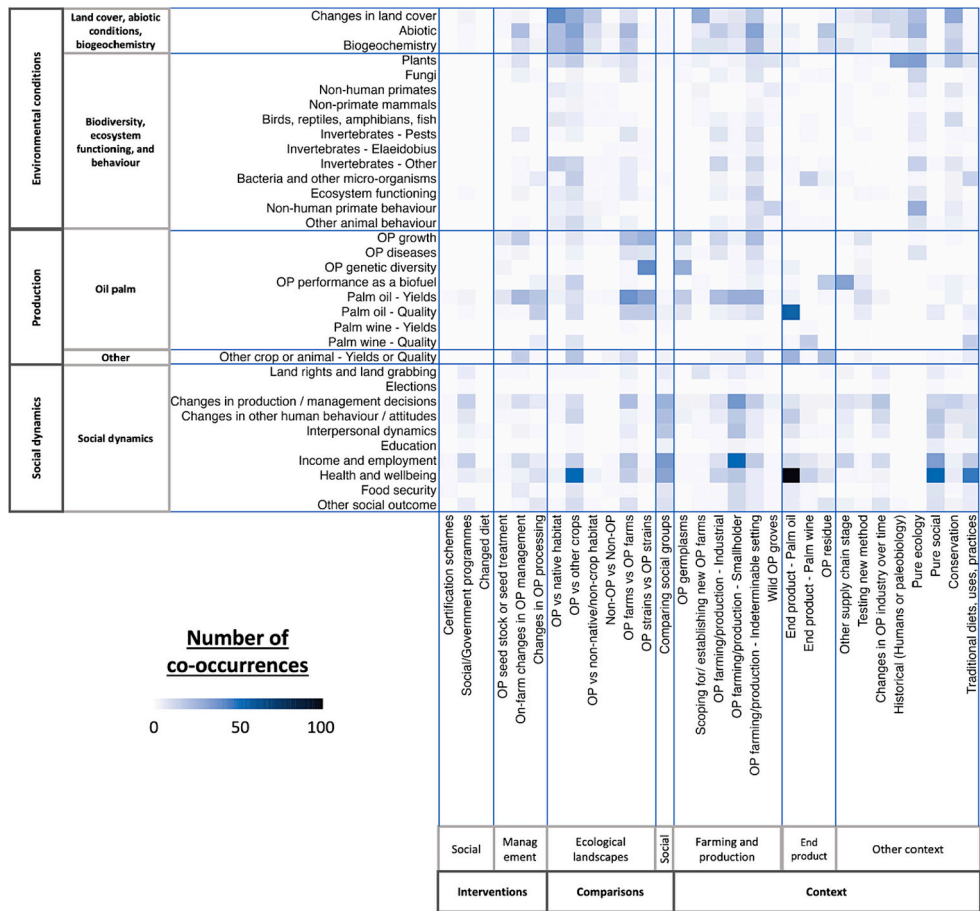 Environmental conditions
Land cover, abiotic
conditions,
biogeochemistry
Changes in land cover
Abiotic
Biogeochemistry
Biodiversity,
ecosystem
functioning, and
behaviour
Plants
Fungi
Non-human primates
Non-primate mammals
Birds, reptiles, amphibians, fish
Invertebrates - Pests
Invertebrates - Elaeidobius
Invertebrates - Other
Bacteria and other micro-organisms
Ecosystem functioning
Non-human primate behaviour
Other animal behaviour
Production
Oil palm
OP growth
OP diseases
OP genetic diversity
OP performance as a biofuel
Palm oil - Yields
Palm oil - Quality
Palm wine - Yields
Palm wine - Quality
Other
Other crop or animal - Yields or Quality
Social dynamics
Social dynamics
Land rights and land grabbing
Elections
Changes in production / management decisions
Changes in other human behaviour / attitudes
Interpersonal dynamics
Education
Income and employment
Health and wellbeing
Food security
Other social outcome
Certification schemes
Social/Government programmes
Changed diet
OP seed stock or seed treatment
On-farm changes in OP management
Changes in OP processing
OP vs native habitat
OP vs other crops
OP vs non-native/non-crop habitat
Non-OP vs Non-OP
OP farms vs OP farms
OP strains vs OP strains
Comparing social groups
OP germplasms
Scoping for/ establishing new OP farms
OP farming/production - Industrial
OP farming/production - Smallholder
OP farming/production - Indeterminable setting
Wild OP groves
End product - Palm oil
End product - Palm wine
OP residue
Other supply chain stage
Testing new method
Changes in OP industry over time
Historical (Humans or paleobiology)
Pure ecology
Pure social
Conservation
Traditional diets, uses, practices
Number of
co-occurrences
0
50
100
Social
Manag
ement
Ecological
landscapes
Social
Farming and
production
End
product
Other context
Interventions
Comparisons
Context